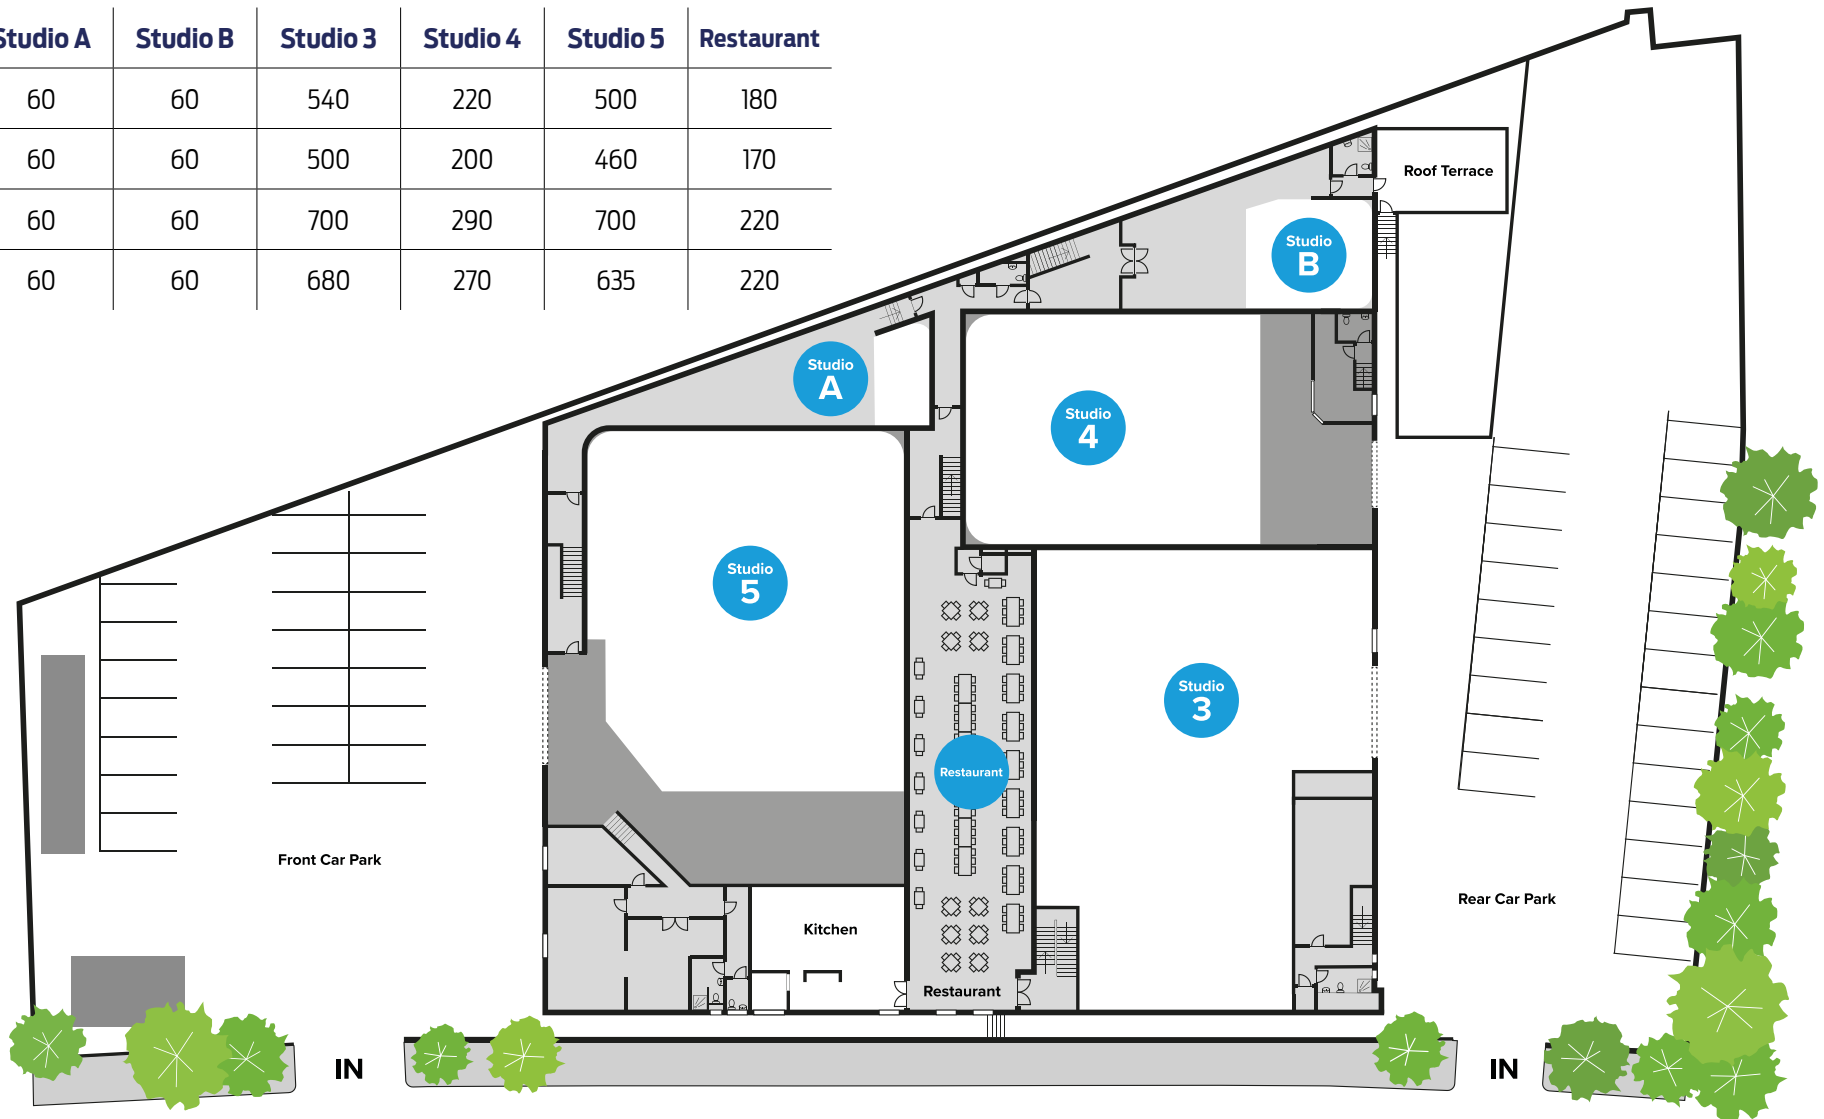 Studio A Studio B Studio 3 Studio 4 Studio 5 Restaurant
60 60 540 220 500 180
60 60 500 200 460 170
60 60 700 290 700 220
60 60 680 270 635 220
Roof Terrace
Studio
B
Studio
A
Studio
4
Studio
5
Studio
3
Restaurant
Front Car Park
Rear Car Park
Kitchen
Restaurant
IN
IN